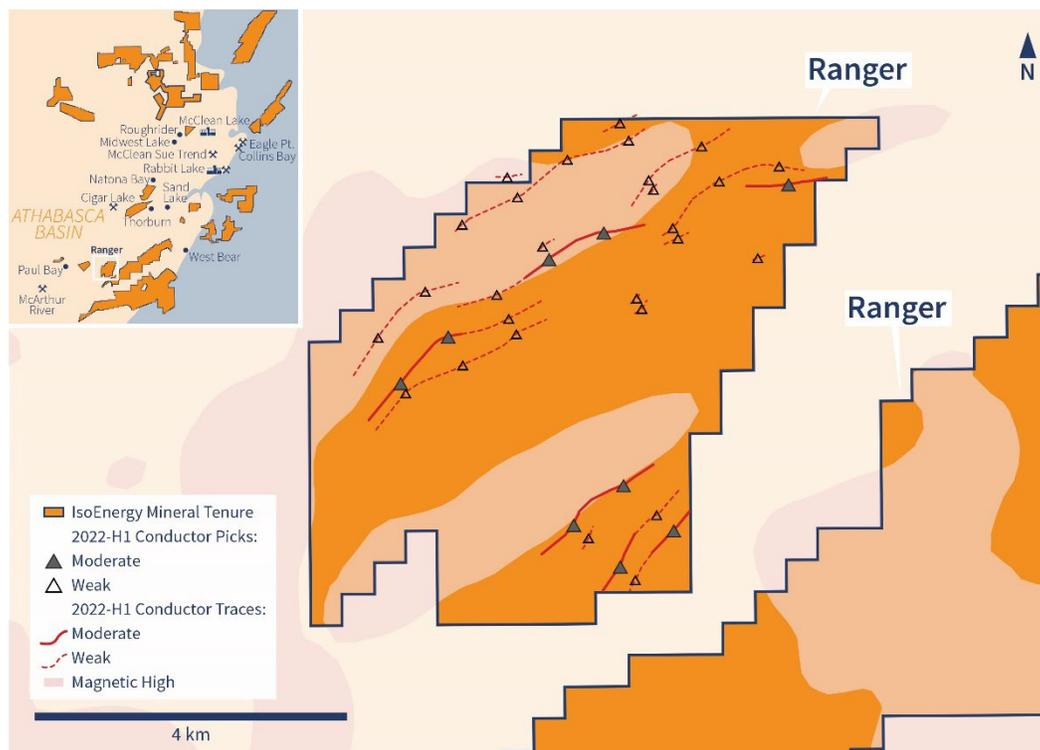 McClean Lake
Roughrider
Midwest Lake
Eagle Pt.
McClean Sue Trend
Collins Bay
Rabbit Lake
Natona Bay
Sand
Lake
Cigar Lake
Thorburn
ATHABASCA
BASIN
Ranger
West Bear
Paul Bay
McArthur
River
Ranger
N
Ranger
IsoEnergy Mineral Tenure
2022-H1 Conductor Picks:
Moderate
Weak
2022-H1 Conductor Traces:
Moderate
Weak
Magnetic High
4 km